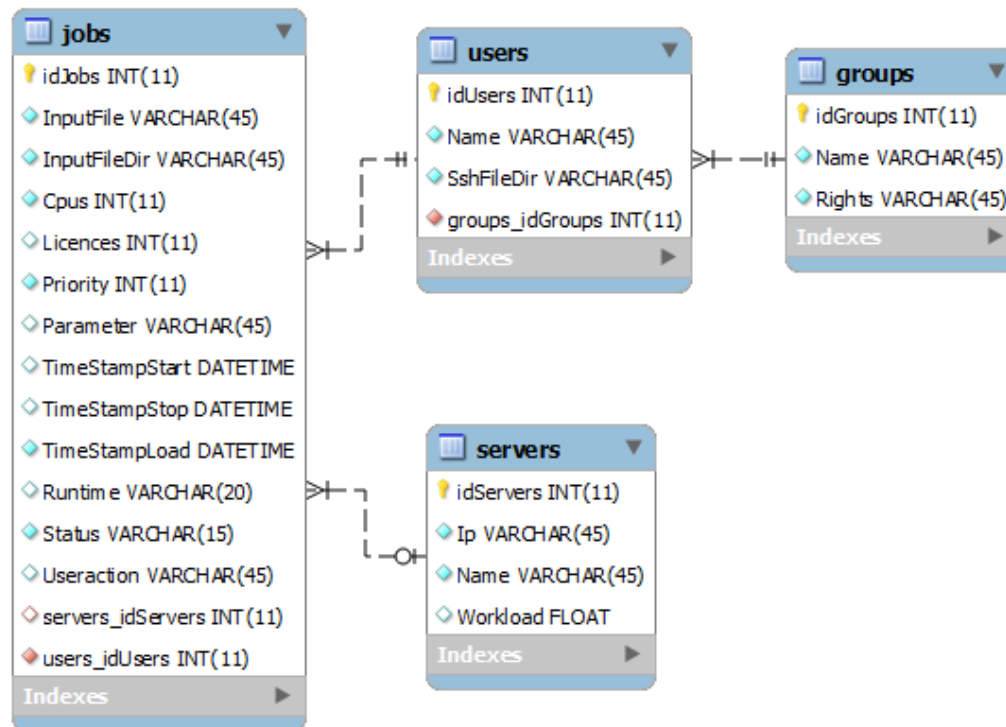 jobs
idJobs INT(11)
InputFile VARCHAR(45)
InputFileDir VARCHAR(45)
Cpus INT(11)
Licences INT(11)
Priority INT(11)
Parameter VARCHAR(45)
TimeStampStart DATETIME
TimeStampStop DATETIME
TimeStampLoad DATETIME
Runtime VARCHAR(20)
Status VARCHAR(15)
Useraction VARCHAR(45)
servers_idServers INT(11)
users_idUsers INT(11)
Indexes
users
idUsers INT(11)
Name VARCHAR(45)
SshFileDir VARCHAR(45)
groups_idGroups INT(11)
Indexes
groups
idGroups INT(11)
Name VARCHAR(45)
Rights VARCHAR(45)
Indexes
servers
idServers INT(11)
Ip VARCHAR(45)
Name VARCHAR(45)
Workload FLOAT
Indexes